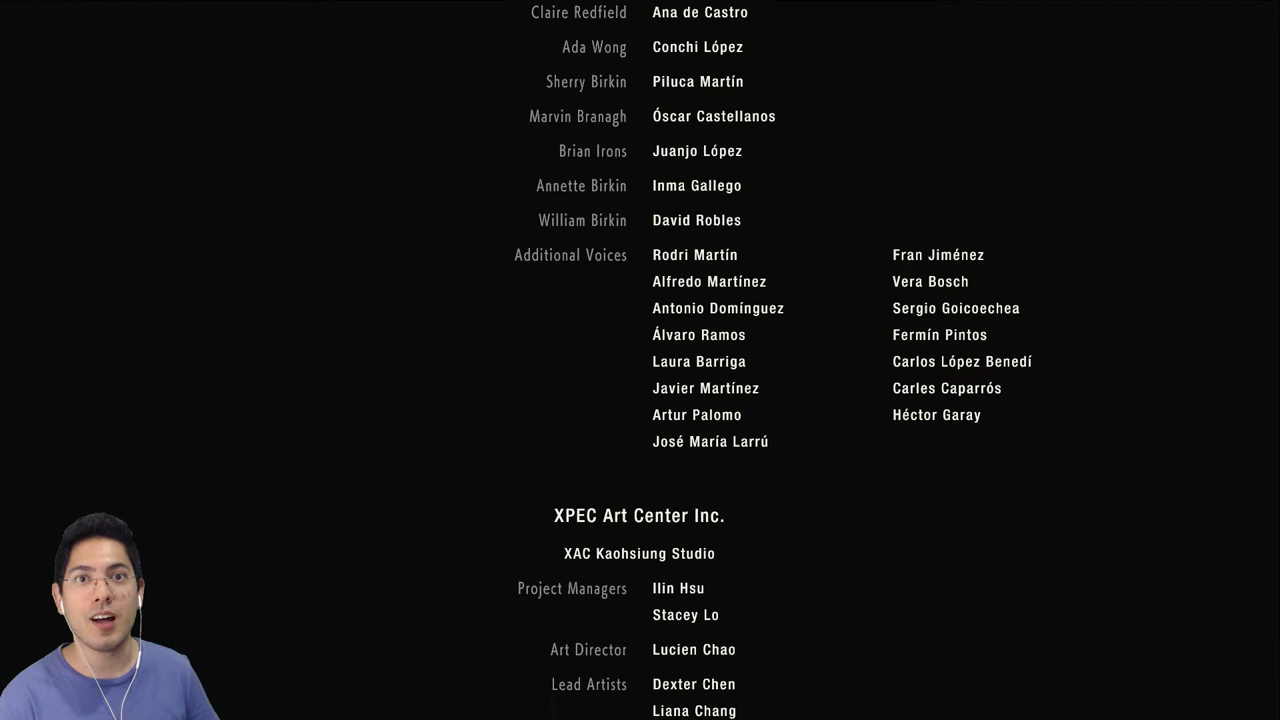 Claire Redfield Ana de Castro
Ada Wong Conchi López
Sherry Birkin Piluca Martín
Marvin Branagh Óscar Castellanos
Brian Irons Juanjo López
Annette Birkin Inma Gallego
William Birkin David Robles
Additional Voices Rodri Martín Fran Jiménez
Alfredo Martínez Vera Bosch
Antonio Domínguez Sergio Goicoechea
Álvaro Ramos Fermín Pintos
Laura Barriga Carlos López Benedí
Javier Martínez Carles Caparrós
Artur Palomo Héctor Garay
José María Larrú
XPEC Art Center Inc.
XAC Kaohsiung Studio
Project Managers Ilin Hsu
Stacey Lo
Art Director Lucien Chao
Lead Artists Dexter Chen
Liana Chang